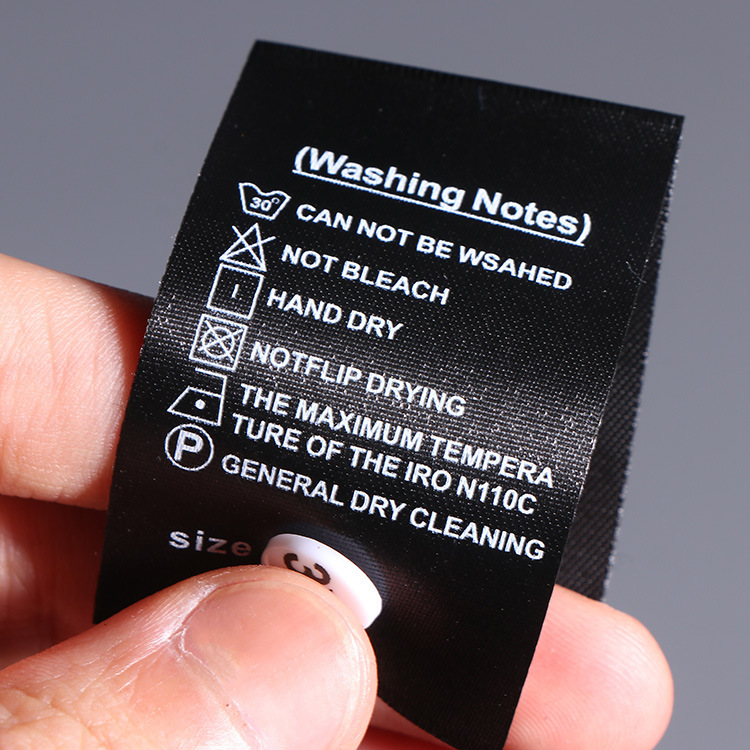 (Washing Notes)
30° CAN NOT BE WSAHED
NOT BLEACH
HAND DRY
NOTFLIP DRYING
THE MAXIMUM TEMPERA
TURE OF THE IRO N110C
P GENERAL DRY CLEANING
size 3